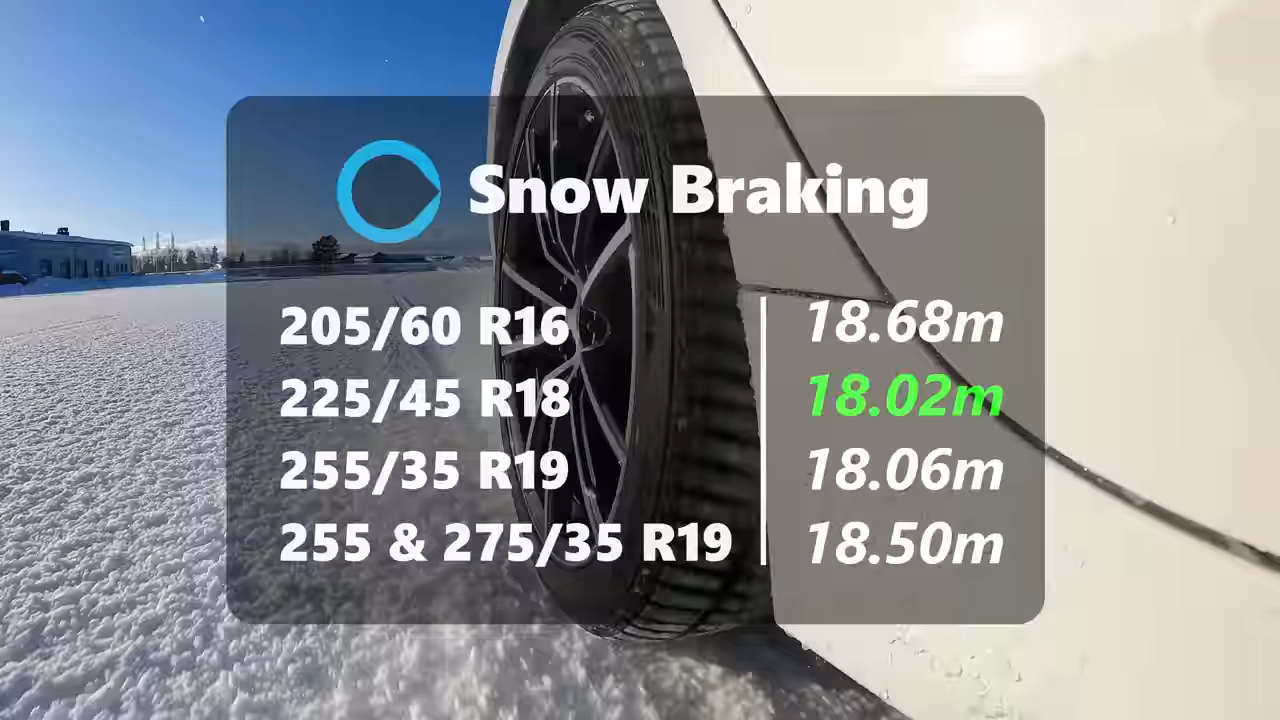 Snow Braking
205/60 R16 18.68m
225/45 R18 18.02m
255/35 R19 18.06m
255 & 275/35 R19 18.50m